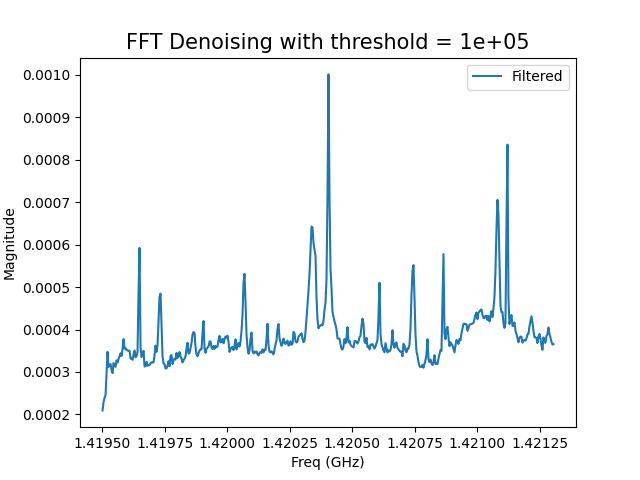 FFT Denoising with threshold = 1e+05
Filtered
0.0010
0.0009
0.0008
0.0007
0.0006
0.0005
0.0004
0.0003
0.0002
Magnitude
1.41950 1.41975 1.42000 1.42025 1.42050 1.42075 1.42100 1.42125
Freq (GHz)